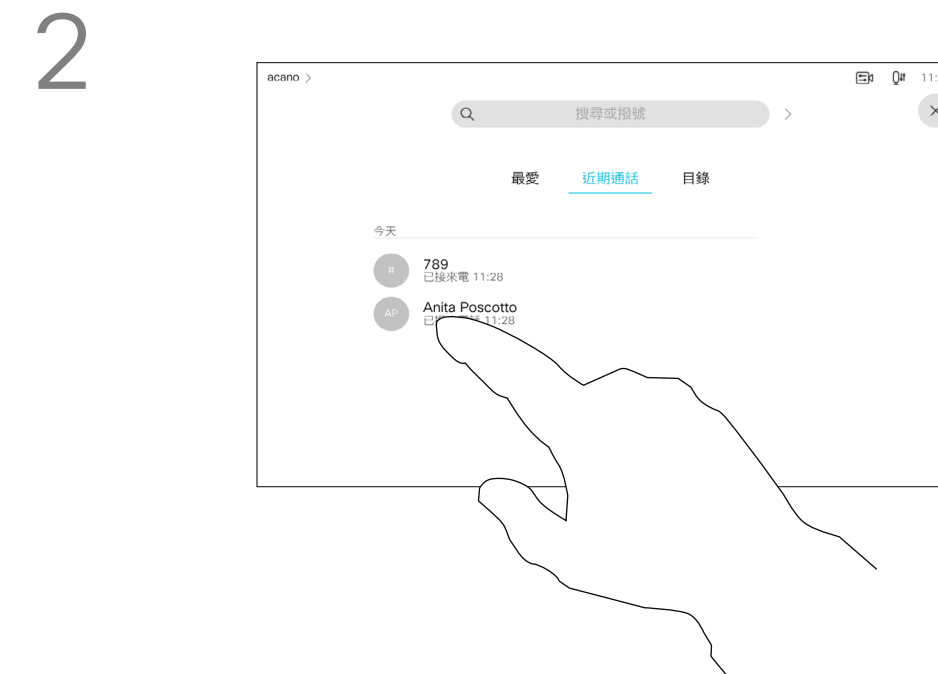 2
acano >
11:
搜尋或撥號
最愛 近期通話 目錄
今天
#
789
已接來電 11:28
AP
Anita Poscotto
11:28